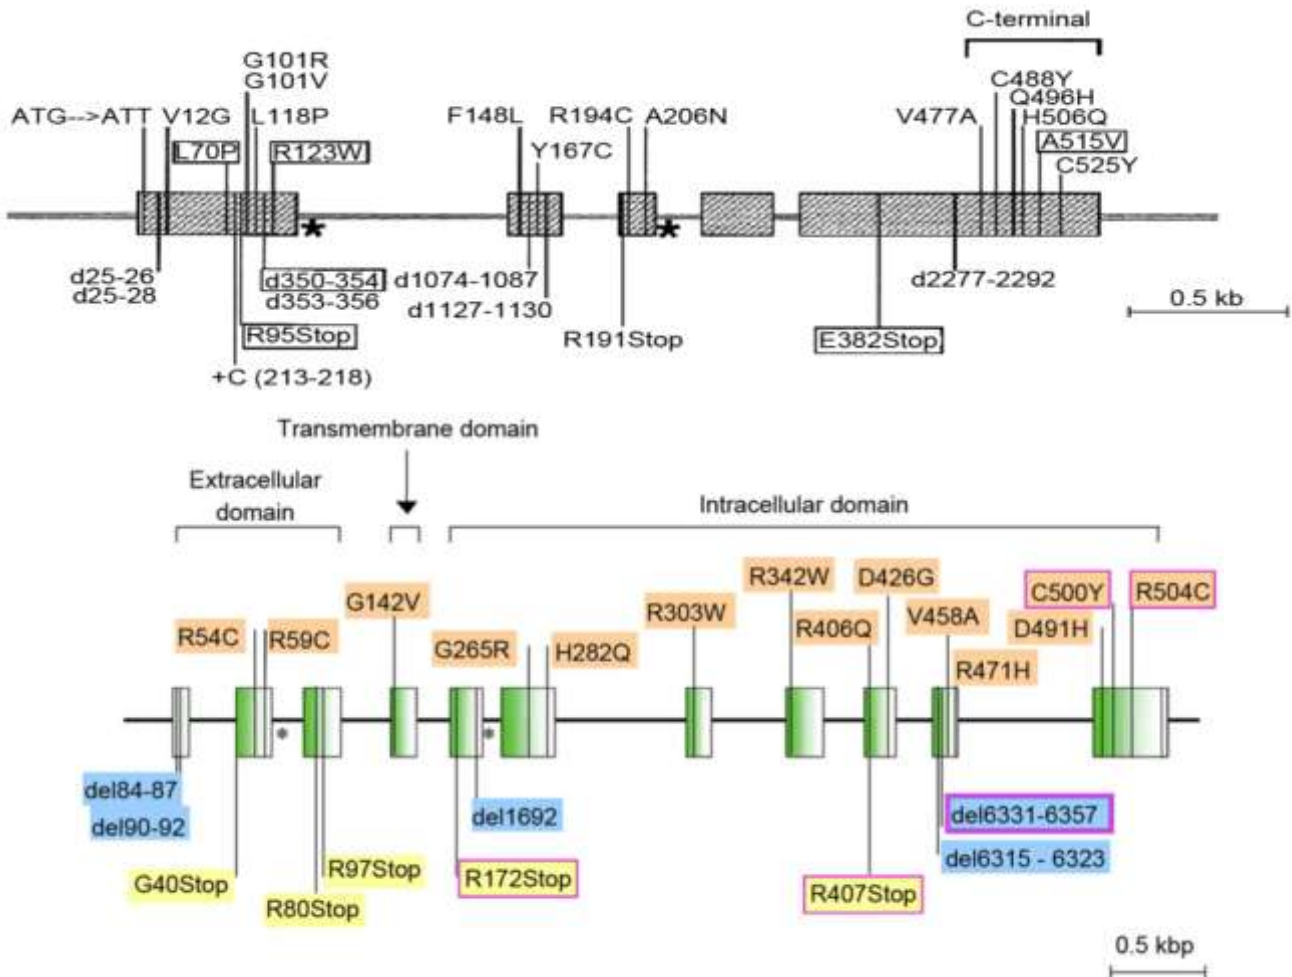 C-terminal
G101R
G101V
C488Y
Q496H
ATG-->ATT V12G L118P F148L R194C A206N V477A H506Q
L70P R123W Y167C A515V
C525Y
*
*
d25-26 d350-354 d1074-1087 d2277-2292
d25-28 d353-356 d1127-1130
0.5 kb
R95Stop R191Stop E382Stop
+C (213-218)
Transmembrane domain
Extracellular
domain
Intracellular domain
R342W D426G C500Y R504C
G142V R303W V458A
R54C R59C R406Q D491H
G265R H282Q R471H
*
*
del84-87 del1692 del6331-6357
del90-92
del6315 - 6323
G40Stop R97Stop R172Stop R407Stop
R80Stop
0.5 kbp